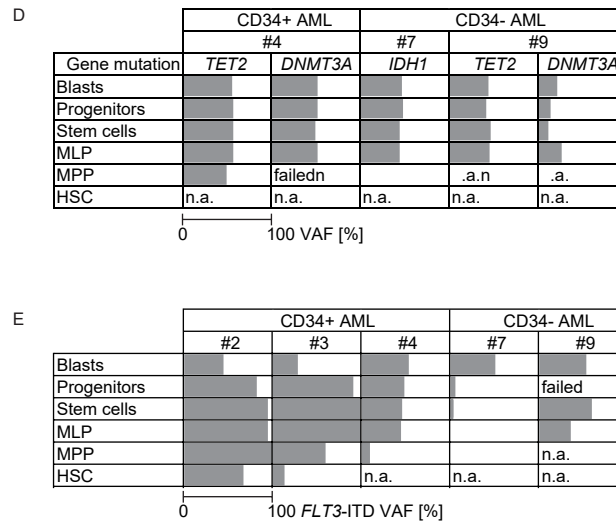 D
CD34+ AML CD34- AML
#4 #7 #9
Gene mutation TET2 DNMT3A IDH1 TET2 DNMT3A
Blasts
Progenitors
Stem cells
MLP
MPP failedn .a.n .a.
HSC n.a. n.a. n.a. n.a. n.a.
0 100 VAF [%]
E
CD34+ AML CD34- AML
#2 #3 #4 #7 #9
Blasts
Progenitors failed
Stem cells
MLP
MPP n.a.
HSC n.a. n.a. n.a.
0 100 FLT3-ITD VAF [%]